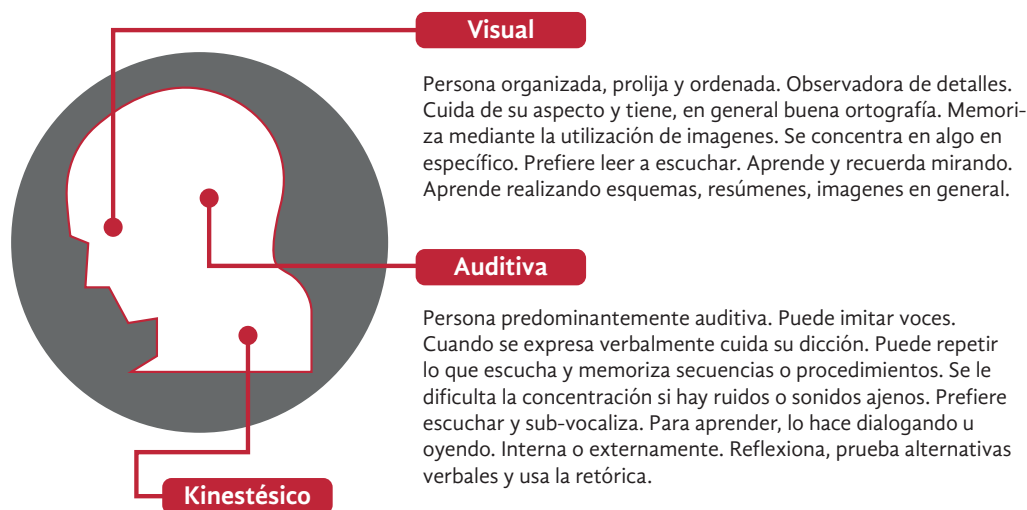 Visual
Persona organizada, prolija y ordenada. Observadora de detalles.
Cuida de su aspecto y tiene, en general buena ortografía. Memori-
za mediante la utilización de imagenes. Se concentra en algo en
específico. Prefiere leer a escuchar. Aprende y recuerda mirando.
Aprende realizando esquemas, resúmenes, imagenes en general.
Auditiva
Persona predominantemente auditiva. Puede imitar voces.
Cuando se expresa verbalmente cuida su dicción. Puede repetir
lo que escucha y memoriza secuencias o procedimientos. Se le
dificulta la concentración si hay ruidos o sonidos ajenos. Prefiere
escuchar y sub-vocaliza. Para aprender, lo hace dialogando u
oyendo. Interna o externamente. Reflexiona, prueba alternativas
verbales y usa la retórica.
Kinestésico